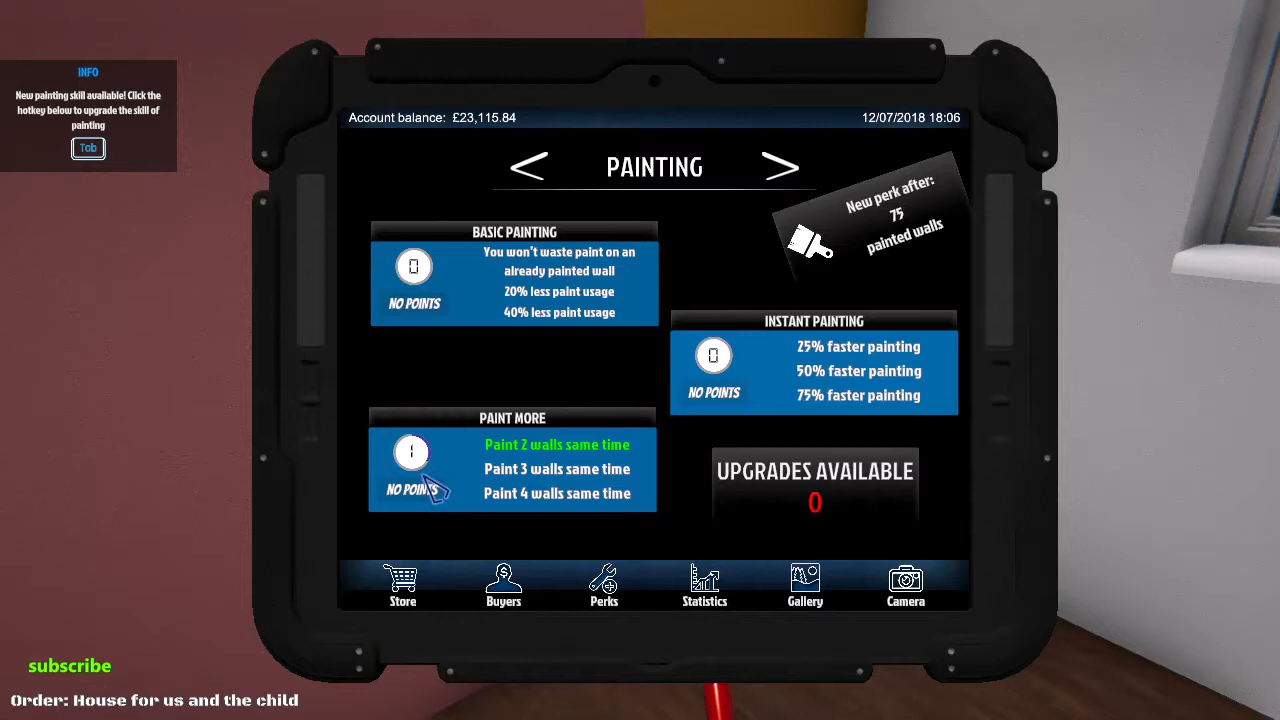 INFO
New painting skill available! Click the
hotkey below to upgrade the skill of
painting
Tab
Account balance: £23,115.84
12/07/2018 18:06
< PAINTING >
New perk after:
75
painted walls
BASIC PAINTING
0
NO POINTS
You won't waste paint on an
already painted wall
20% less paint usage
40% less paint usage
INSTANT PAINTING
0
NO POINTS
25% faster painting
50% faster painting
75% faster painting
PAINT MORE
1
NO POINTS
Paint 2 walls same time
Paint 3 walls same time
Paint 4 walls same time
UPGRADES AVAILABLE
0
Store
Buyers
Perks
Statistics
Gallery
Camera
subscribe
Order: House for us and the child